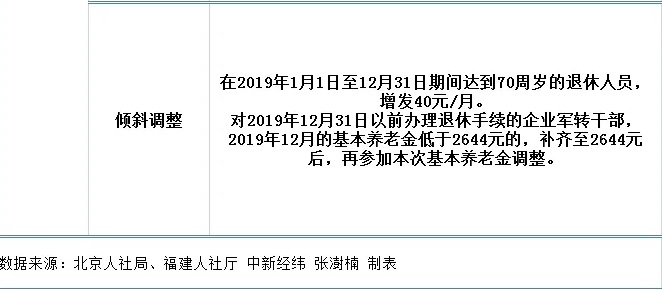 倾斜调整
在2019年1月1日至12月31日期间达到70周岁的退休人员，
增发40元/月。
对2019年12月31日以前办理退休手续的企业军转干部，
2019年12月的基本养老金低于2644元的，补齐至2644元
后，再参加本次基本养老金调整。
数据来源：北京人社局、福建人社厅 中新经纬 张澍楠 制表